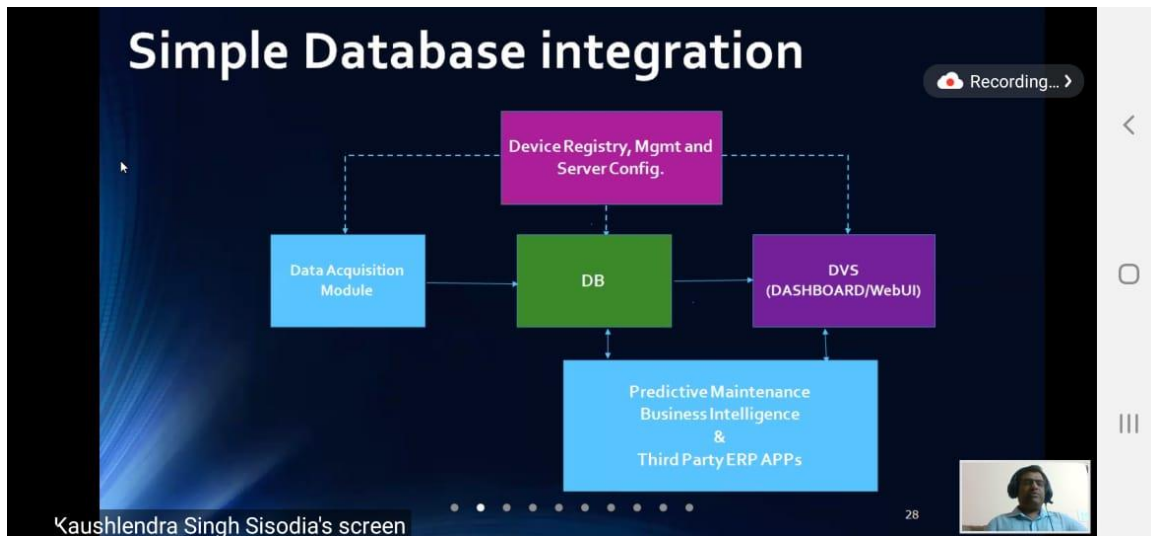 Simple Database integration
Recording...
Device Registry, Mgmt and
Server Config.
Data Acquisition
Module
DB
DVS
(DASHBOARD/WebUI)
Predictive Maintenance
Business Intelligence
&
Third Party ERP APPs
28
Kaushlendra Singh Sisodia's screen